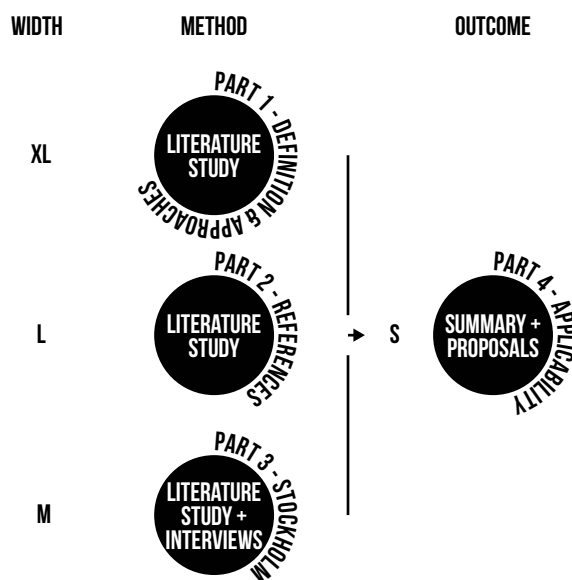 WIDTH METHOD OUTCOME
PART 1 - DEFINITION & APPROACHES
XL
LITERATURE
STUDY
PART 2 - REFERENCES
L
LITERATURE
STUDY
S
PART 4 - APPLICABILITY
SUMMARY +
PROPOSALS
PART 3 - STOCKHOLM
M
LITERATURE
STUDY +
INTERVIEWS